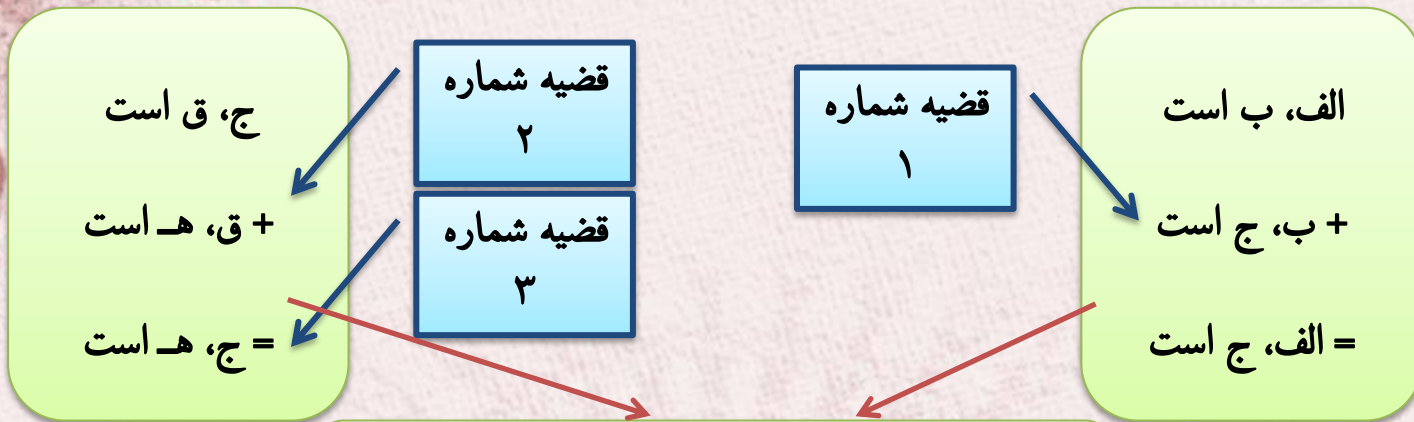 الف، ب است
+ ب، ج است
= الف، ج است
قضیه شماره
۱
قضیه شماره
۲
قضیه شماره
۳
ج، ق است
+ ق، هـ است
= ج، هـ است